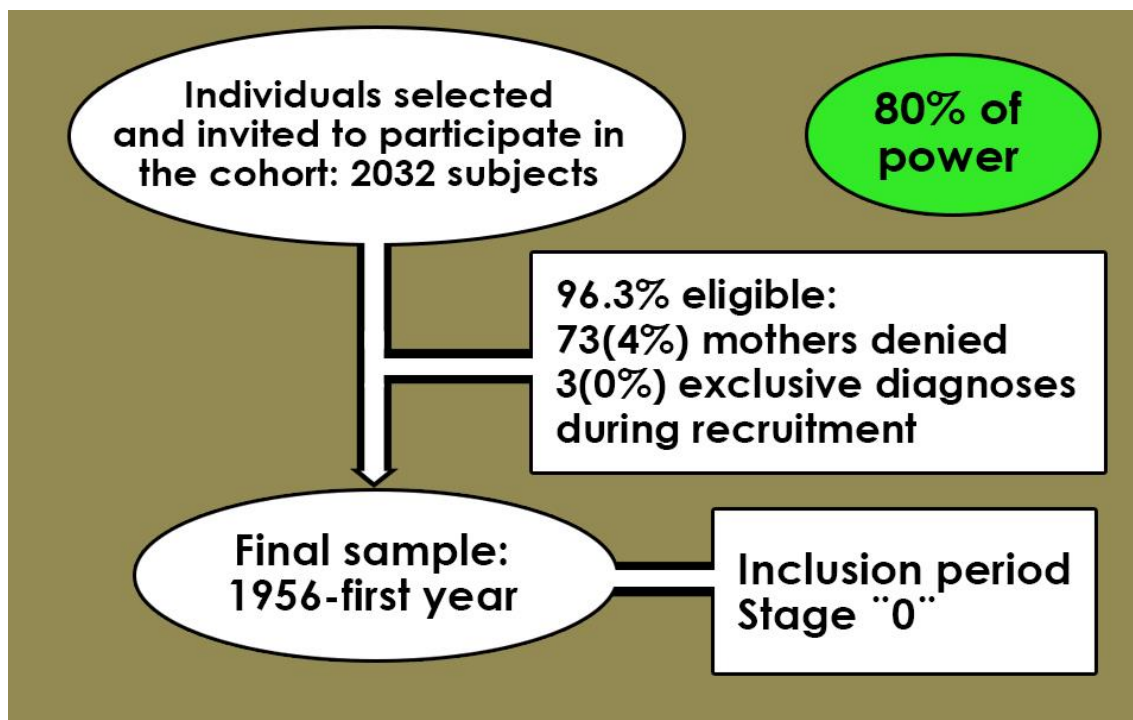 Individuals selected
and invited to participate in
the cohort: 2032 subjects
80% of
power
96.3% eligible:
73(4%) mothers denied
3(0%) exclusive diagnoses
during recruitment
Final sample:
1956-first year
Inclusion period
Stage ¨0¨